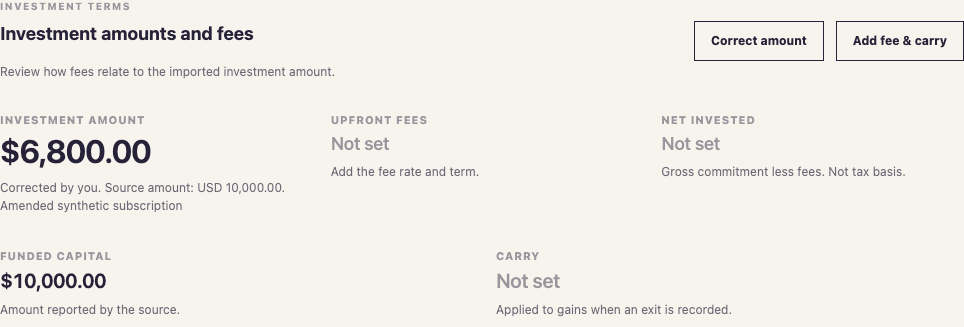 INVESTMENT TERMS
Investment amounts and fees
Correct amount
Add fee & carry
Review how fees relate to the imported investment amount.
INVESTMENT AMOUNT
$6,800.00
Corrected by you. Source amount: USD 10,000.00.
Amended synthetic subscription
UPFRONT FEES
Not set
Add the fee rate and term.
NET INVESTED
Not set
Gross commitment less fees. Not tax basis.
FUNDED CAPITAL
$10,000.00
Amount reported by the source.
CARRY
Not set
Applied to gains when an exit is recorded.